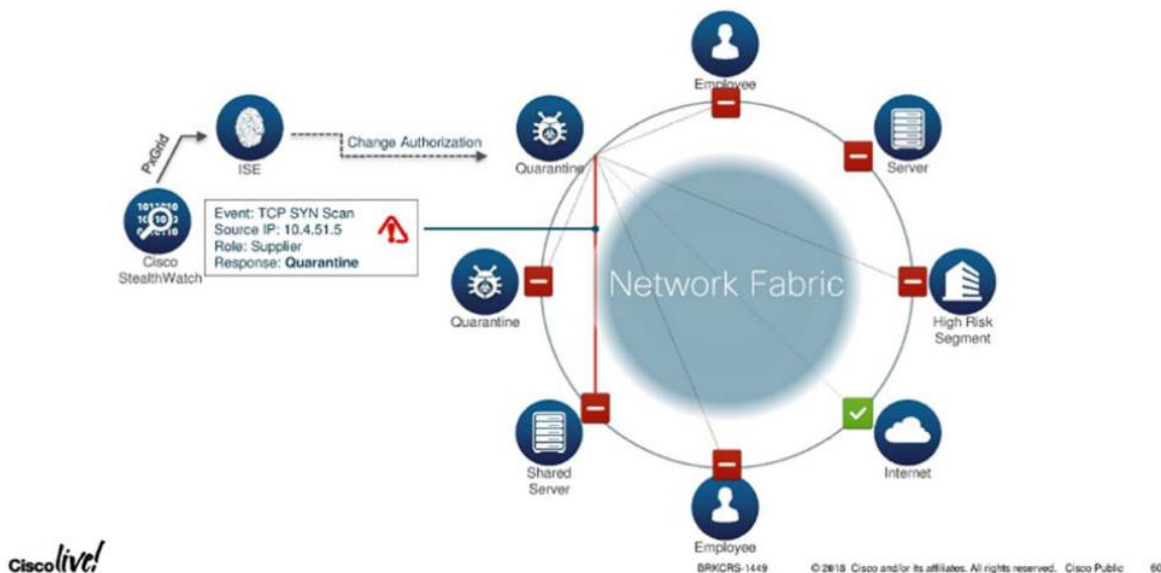 Employee
PxGrid
ISE
Change Authorization
Quarantine
Server
Event: TCP SYN Scan
Source IP: 10.4.51.5
Role: Supplier
Response: Quarantine
Cisco
StealthWatch
Quarantine
Network Fabric
High Risk
Segment
Shared
Server
Internet
Employee
Cisco live!
BRKCRS-1449
© 2018 Cisco and/or its affiliates. All rights reserved. Cisco Public
60